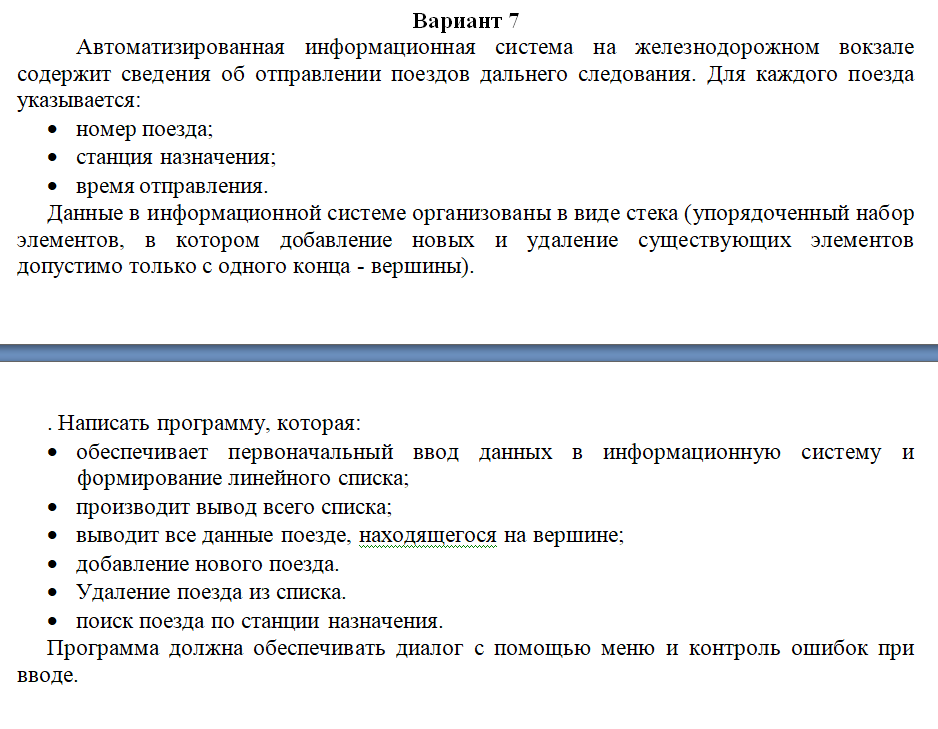 Вариант 7
Автоматизированная информационная система на железнодорожном вокзале
содержит сведения об отправлении поездов дальнего следования. Для каждого поезда
указывается:
• номер поезда;
• станция назначения;
• время отправления.
Данные в информационной системе организованы в виде стека (упорядоченный набор
элементов, в котором добавление новых и удаление существующих элементов
допустимо только с одного конца - вершины).
. Написать программу, которая:
• обеспечивает первоначальный ввод данных в информационную систему и
формирование линейного списка;
• производит вывод всего списка;
• выводит все данные поезде, находящегося на вершине;
• добавление нового поезда.
• Удаление поезда из списка.
• поиск поезда по станции назначения.
Программа должна обеспечивать диалог с помощью меню и контроль ошибок при
вводе.